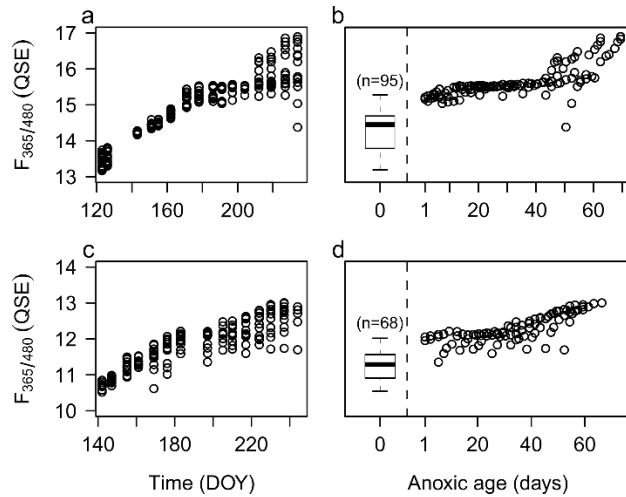 a
b
17
16
15
14
13
F365/480 (QSE)
(n=95)
120 160 200
0 1 20 40 60
c
d
14
13
12
11
10
F365/480 (QSE)
(n=68)
140 180 220
0 1 20 40 60
Time (DOY)
Anoxic age (days)